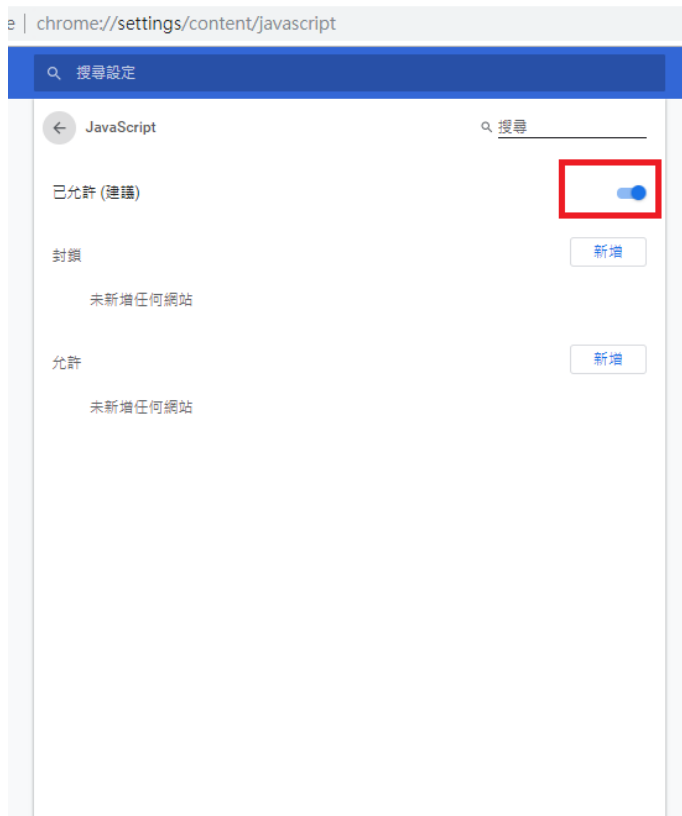 e | chrome://settings/content/javascript
搜尋設定
JavaScript
搜尋
已允許 (建議)
封鎖
新增
未新增任何網站
允許
新增
未新增任何網站